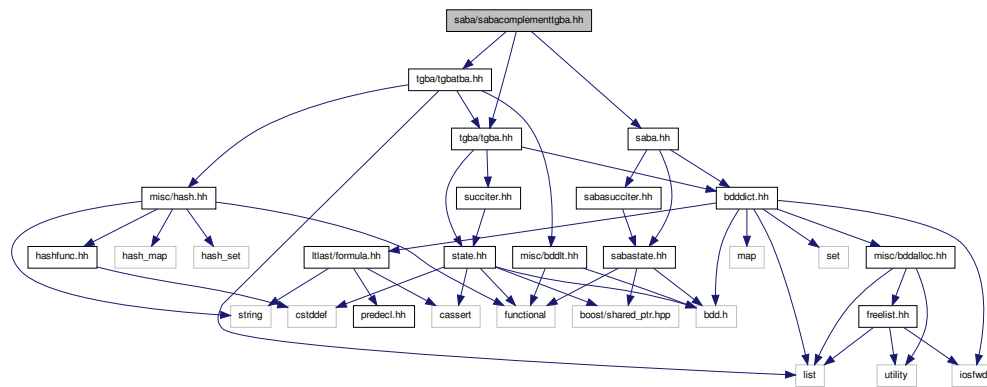 saba/sabacomplementtgba.hh
tgba/tgbatba.hh
tgba/tgba.hh
saba.hh
misc/hash.hh
succiter.hh
sabasucciter.hh
bdddict.hh
hashfunc.hh
hash_map
hash_set
ltlast/formula.hh
state.hh
misc/bddlt.hh
sabastate.hh
map
set
misc/bddalloc.hh
string
cstddef
predecl.hh
cassert
functional
boost/shared_ptr.hpp
bdd.h
freelist.hh
list
utility
iosfwd